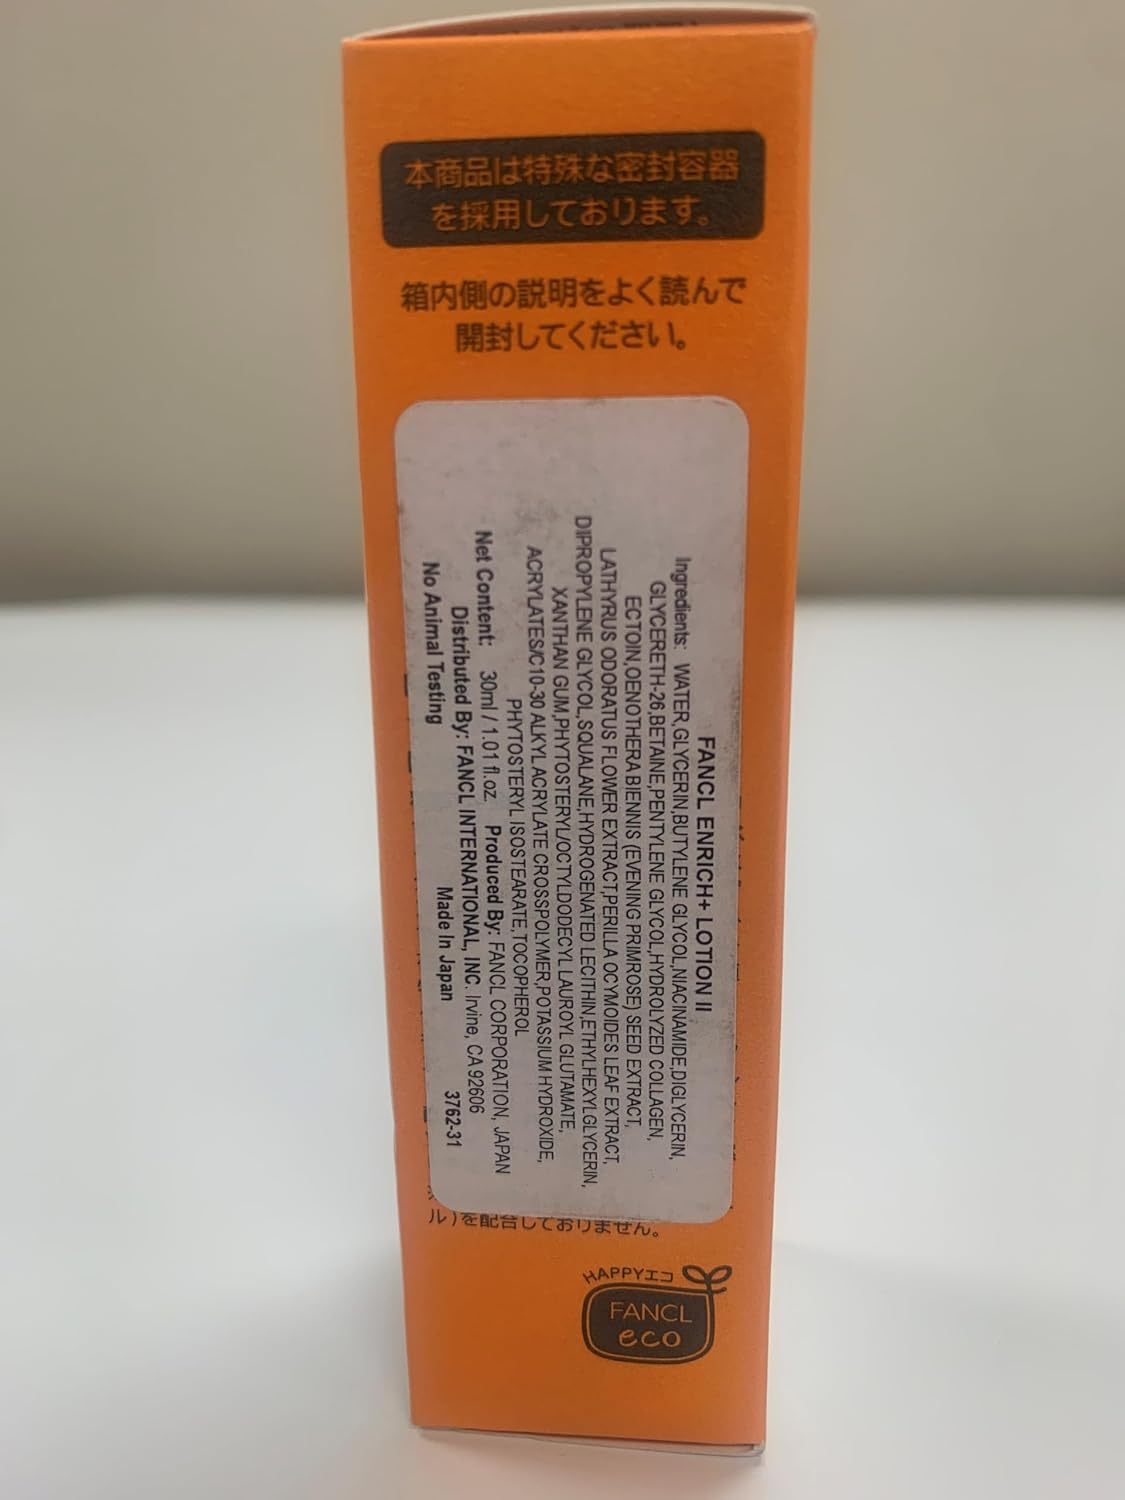 本商品は特殊な密封容器
を採用しております。
箱内側の説明をよく読んで
開封してください。
FANCL ENRICH+ LOTION II
Ingredients: WATER,GLYCERIN,BUTYLENE GLYCOL,NIACINAMIDE,DIGLYCERIN,
GLYCERETH-26,BETAINE,PENTYLENE GLYCOL,HYDROLYZED COLLAGEN,
ECTOIN,OENOTHERA BIENNIS (EVENING PRIMROSE) SEED EXTRACT,
LATHYRUS ODORATUS FLOWER EXTRACT,PERILLA OCYMOIDES LEAF EXTRACT,
DIPROPYLENE GLYCOL,SQUALANE,HYDROGENATED LECITHIN,ETHYLHEXYLGLYCERIN,
XANTHAN GUM,PHYTOSTERYL/OCTYLDODECYL LAUROYL GLUTAMATE,
ACRYLATES/C10-30 ALKYL ACRYLATE CROSSPOLYMER,POTASSIUM HYDROXIDE,
PHYTOSTERYL ISOSTEARATE,TOCOPHEROL
Net Content: 30ml / 1.01 fl.oz. Produced By: FANCL CORPORATION, JAPAN
Distributed By: FANCL INTERNATIONAL, INC. Irvine, CA 92606
No Animal Testing Made In Japan 3762-31
ル)を配合しておりません。
HAPPYエコ
FANCL
eco